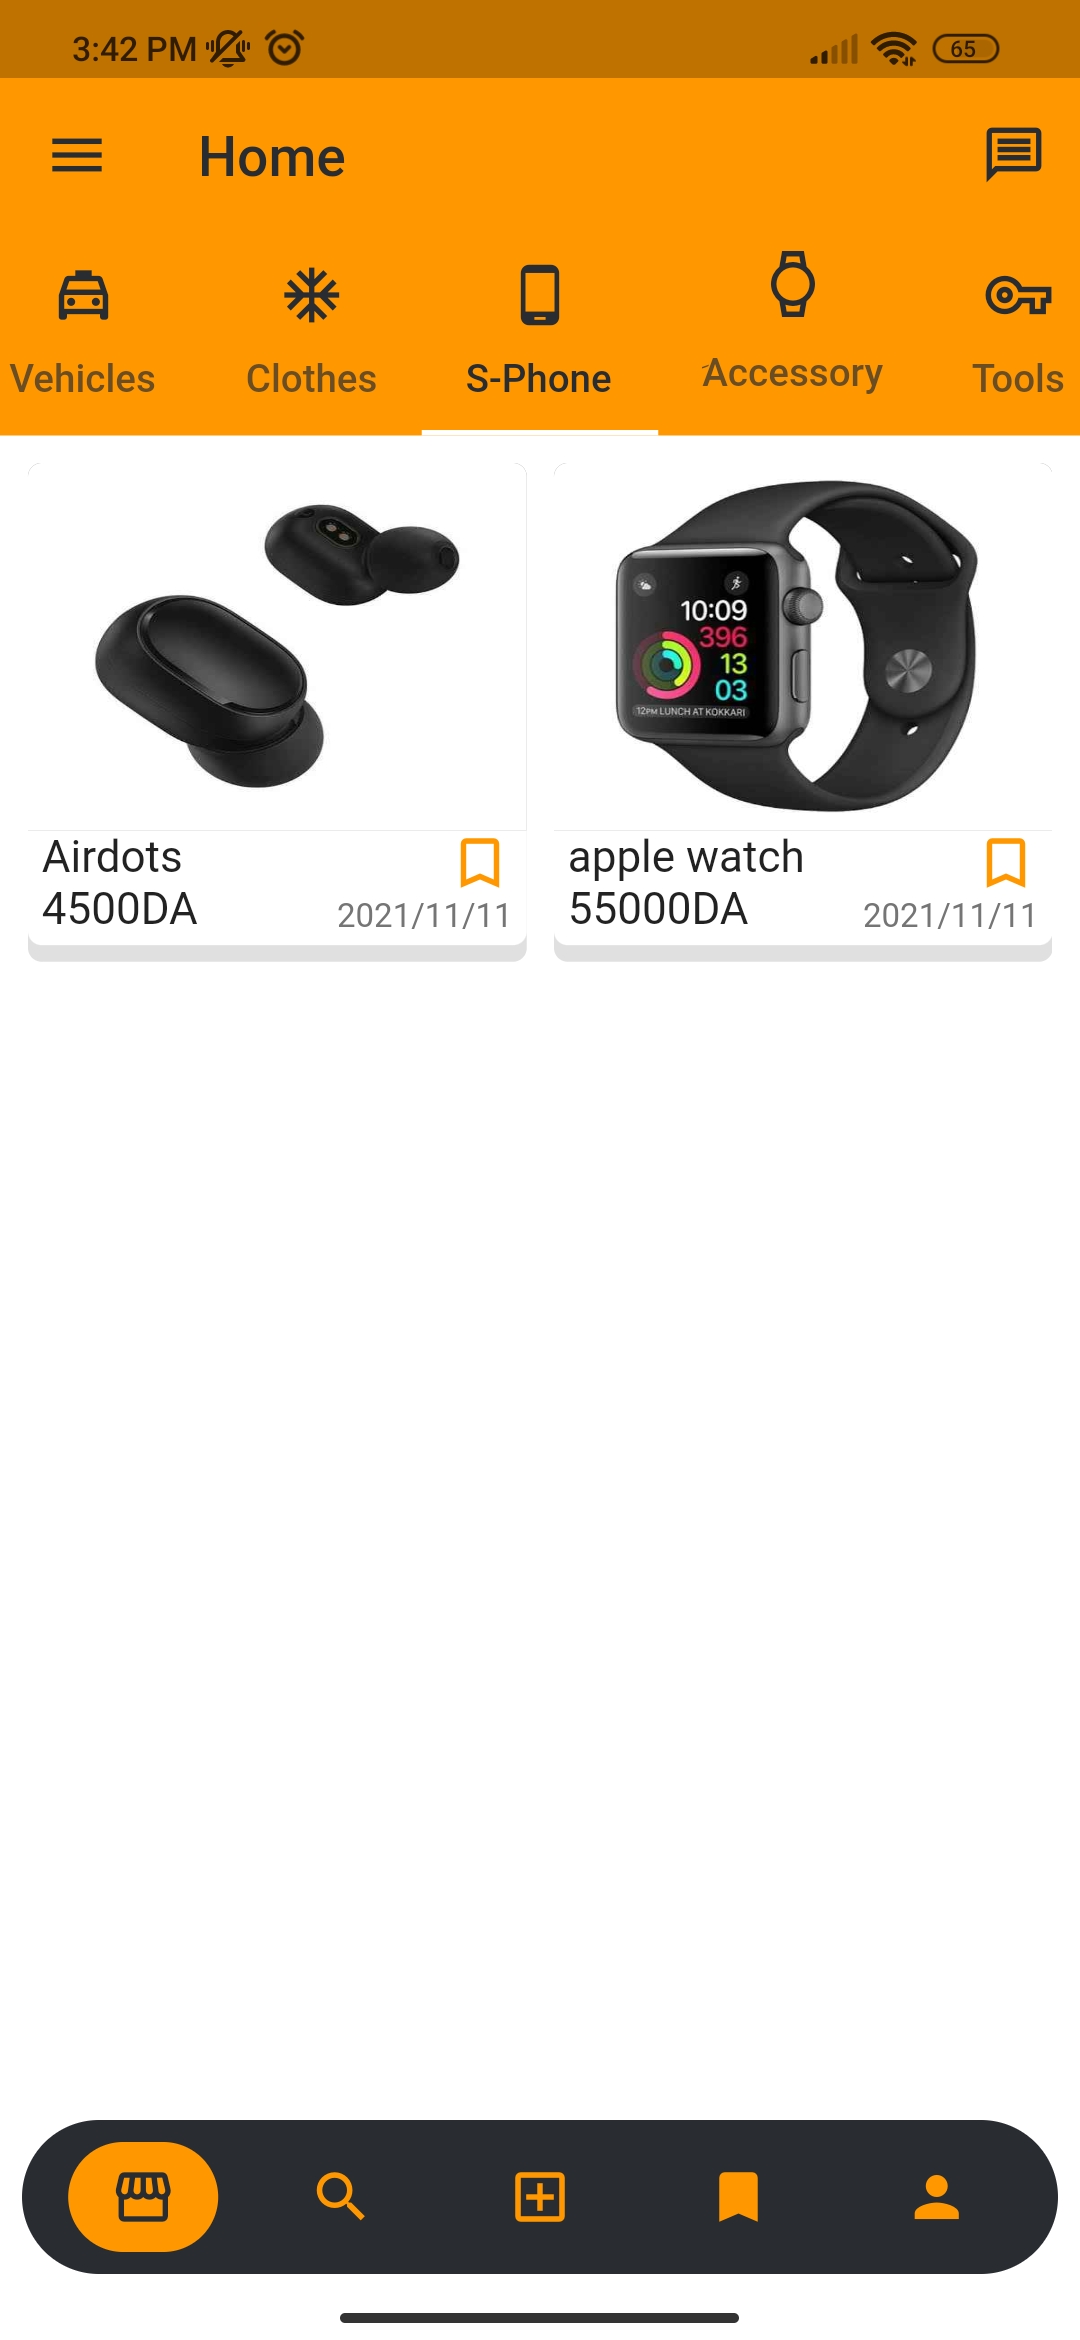 3:42 PM
65
Home
Vehicles
Clothes
S-Phone
Accessory
Tools
10:09
396
13
03
12PM LUNCH AT KOKKARI
Airdots
4500DA
2021/11/11
apple watch
55000DA
2021/11/11